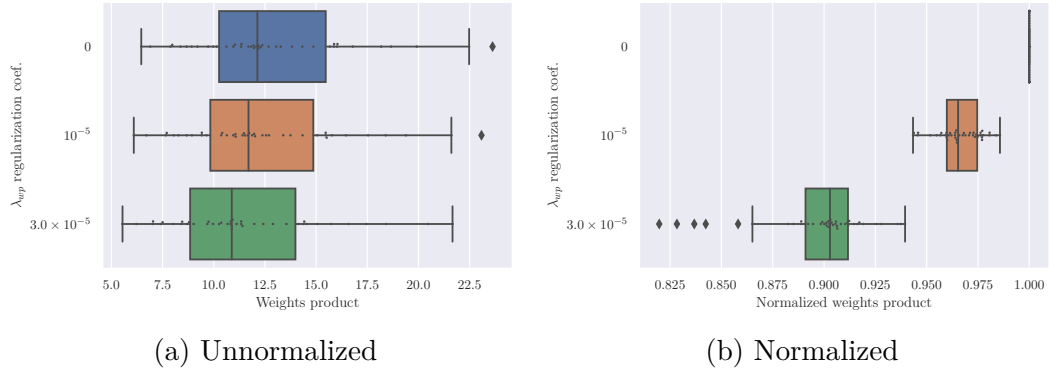 λwp regularization coef.
0
10⁻⁵
3.0 × 10⁻⁵
5.0 7.5 10.0 12.5 15.0 17.5 20.0 22.5
Weights product
(a) Unnormalized
λwp regularization coef.
0
10⁻⁵
3.0 × 10⁻⁵
0.825 0.850 0.875 0.900 0.925 0.950 0.975 1.000
Normalized weights product
(b) Normalized